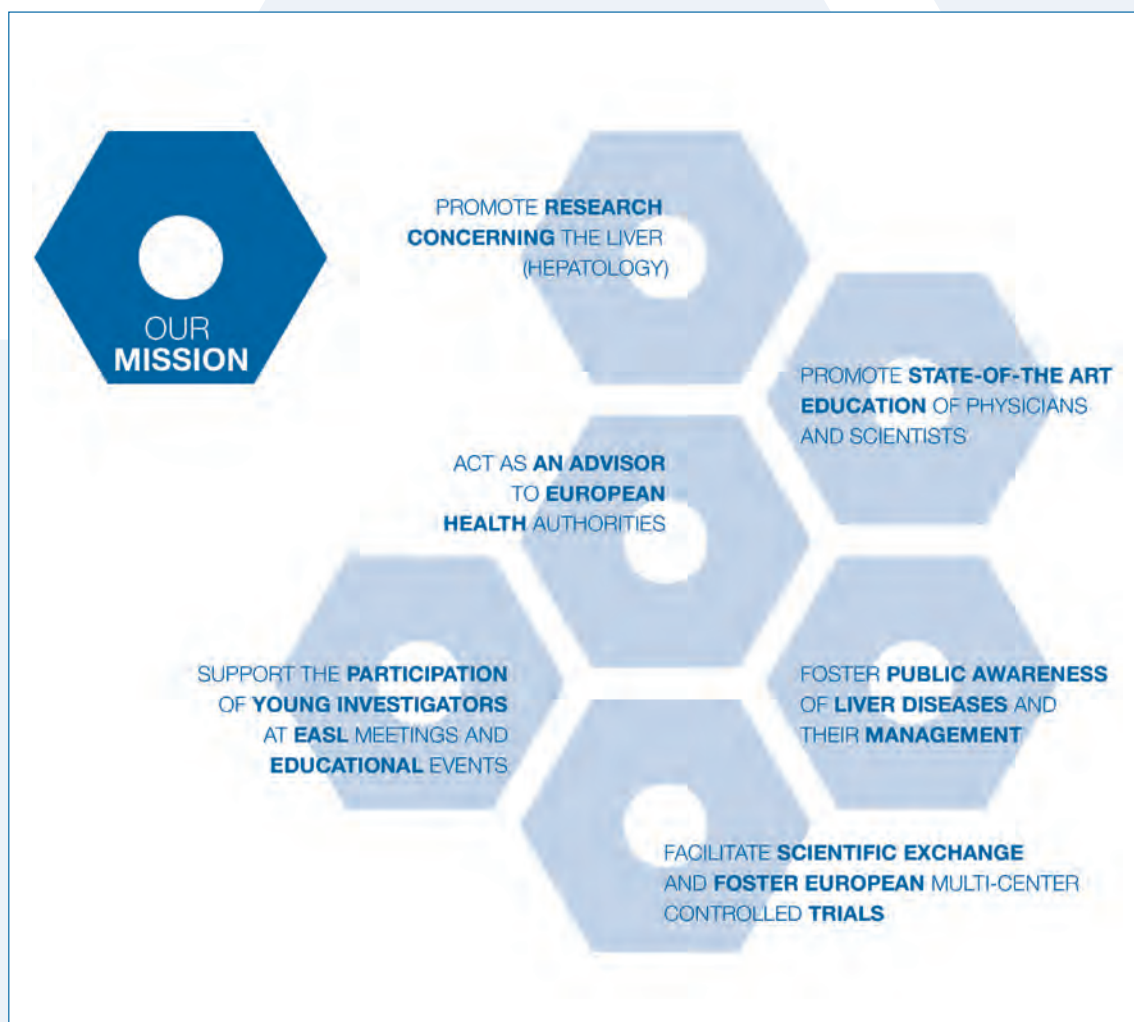 OUR
MISSION
PROMOTE RESEARCH
CONCERNING THE LIVER
(HEPATOLOGY)
PROMOTE STATE-OF-THE ART
EDUCATION OF PHYSICIANS
AND SCIENTISTS
ACT AS AN ADVISOR
TO EUROPEAN
HEALTH AUTHORITIES
SUPPORT THE PARTICIPATION
OF YOUNG INVESTIGATORS
AT EASL MEETINGS AND
EDUCATIONAL EVENTS
FOSTER PUBLIC AWARENESS
OF LIVER DISEASES AND
THEIR MANAGEMENT
FACILITATE SCIENTIFIC EXCHANGE
AND FOSTER EUROPEAN MULTI-CENTER
CONTROLLED TRIALS